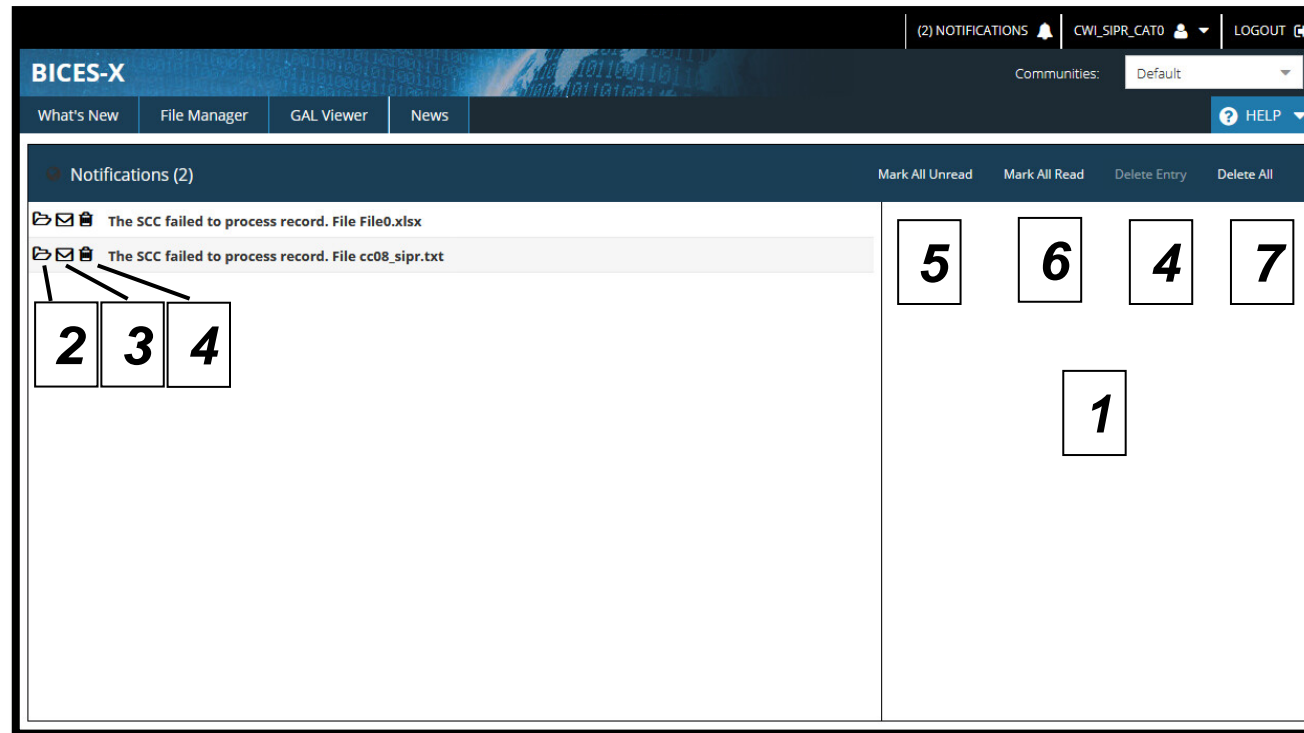 (2) NOTIFICATIONS CWI_SIPR_CAT0 LOGOUT
BICES-X Communities: Default
What's New File Manager GAL Viewer News HELP
Notifications (2) Mark All Unread Mark All Read Delete Entry Delete All
The SCC failed to process record. File File0.xlsx
The SCC failed to process record. File cc08_sipr.txt
5 6 4 7
2 3 4
1